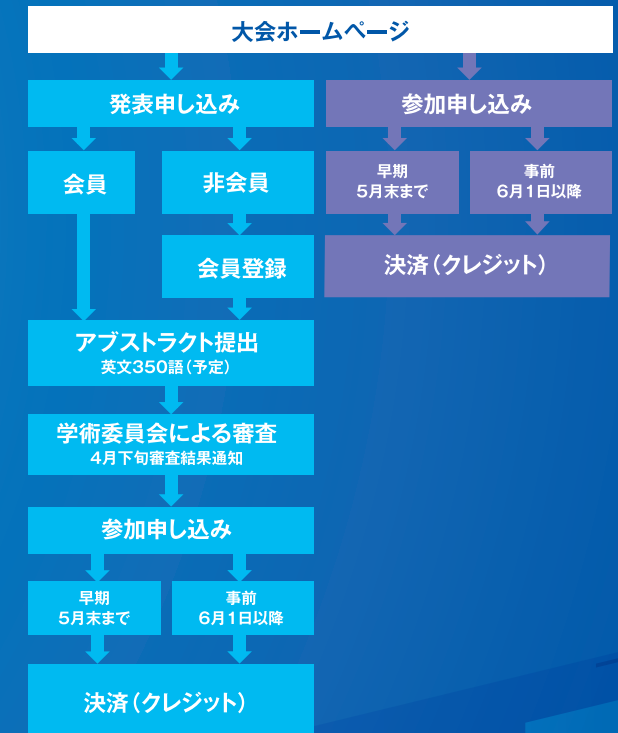 大会ホームページ
発表申し込み
参加申し込み
会員
非会員
早期
5月末まで
事前
6月1日以降
会員登録
決済（クレジット）
アブストラクト提出
英文350語（予定）
学術委員会による審査
4月下旬審査結果通知
参加申し込み
早期
5月末まで
事前
6月1日以降
決済（クレジット）